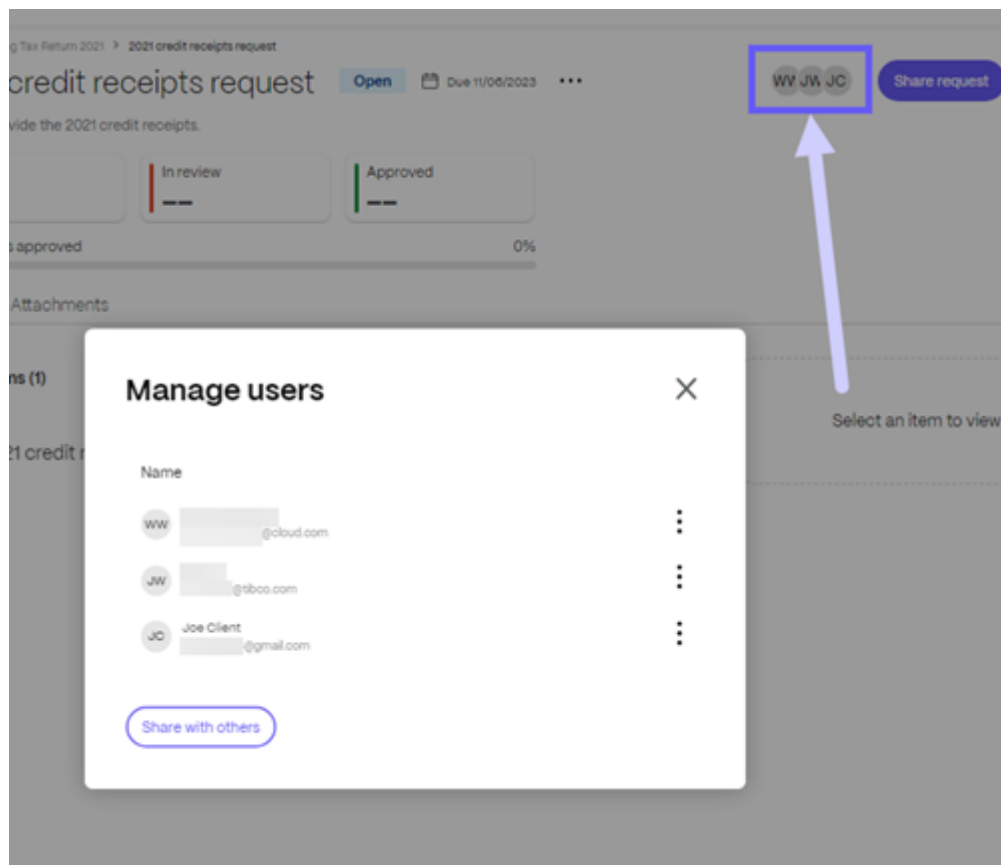 g Tax Return 2021 > 2021 credit receipts request
credit receipts request Open Due 11/06/2023 ...
WW JW JC Share request
vide the 2021 credit receipts.
In review Approved
-- --
s approved 0%
Attachments
ms (1)
Manage users
Select an item to view
21 credit r
Name
WW
@cloud.com
JW
@tibco.com
JC Joe Client
@gmail.com
Share with others